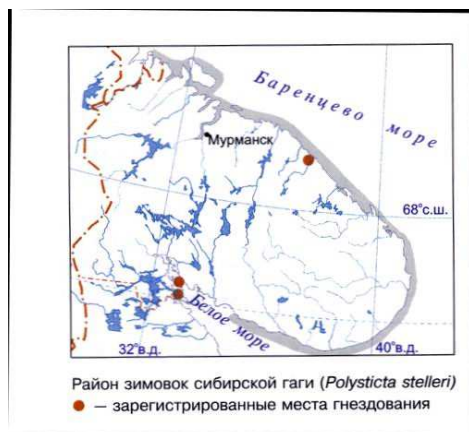 Баренцево море
Мурманск
68°с.ш.
Белое море
32°в.д.
40°в.д.
Район зимовок сибирской гаги (Polysticta stelleri)
● — зарегистрированные места гнездования